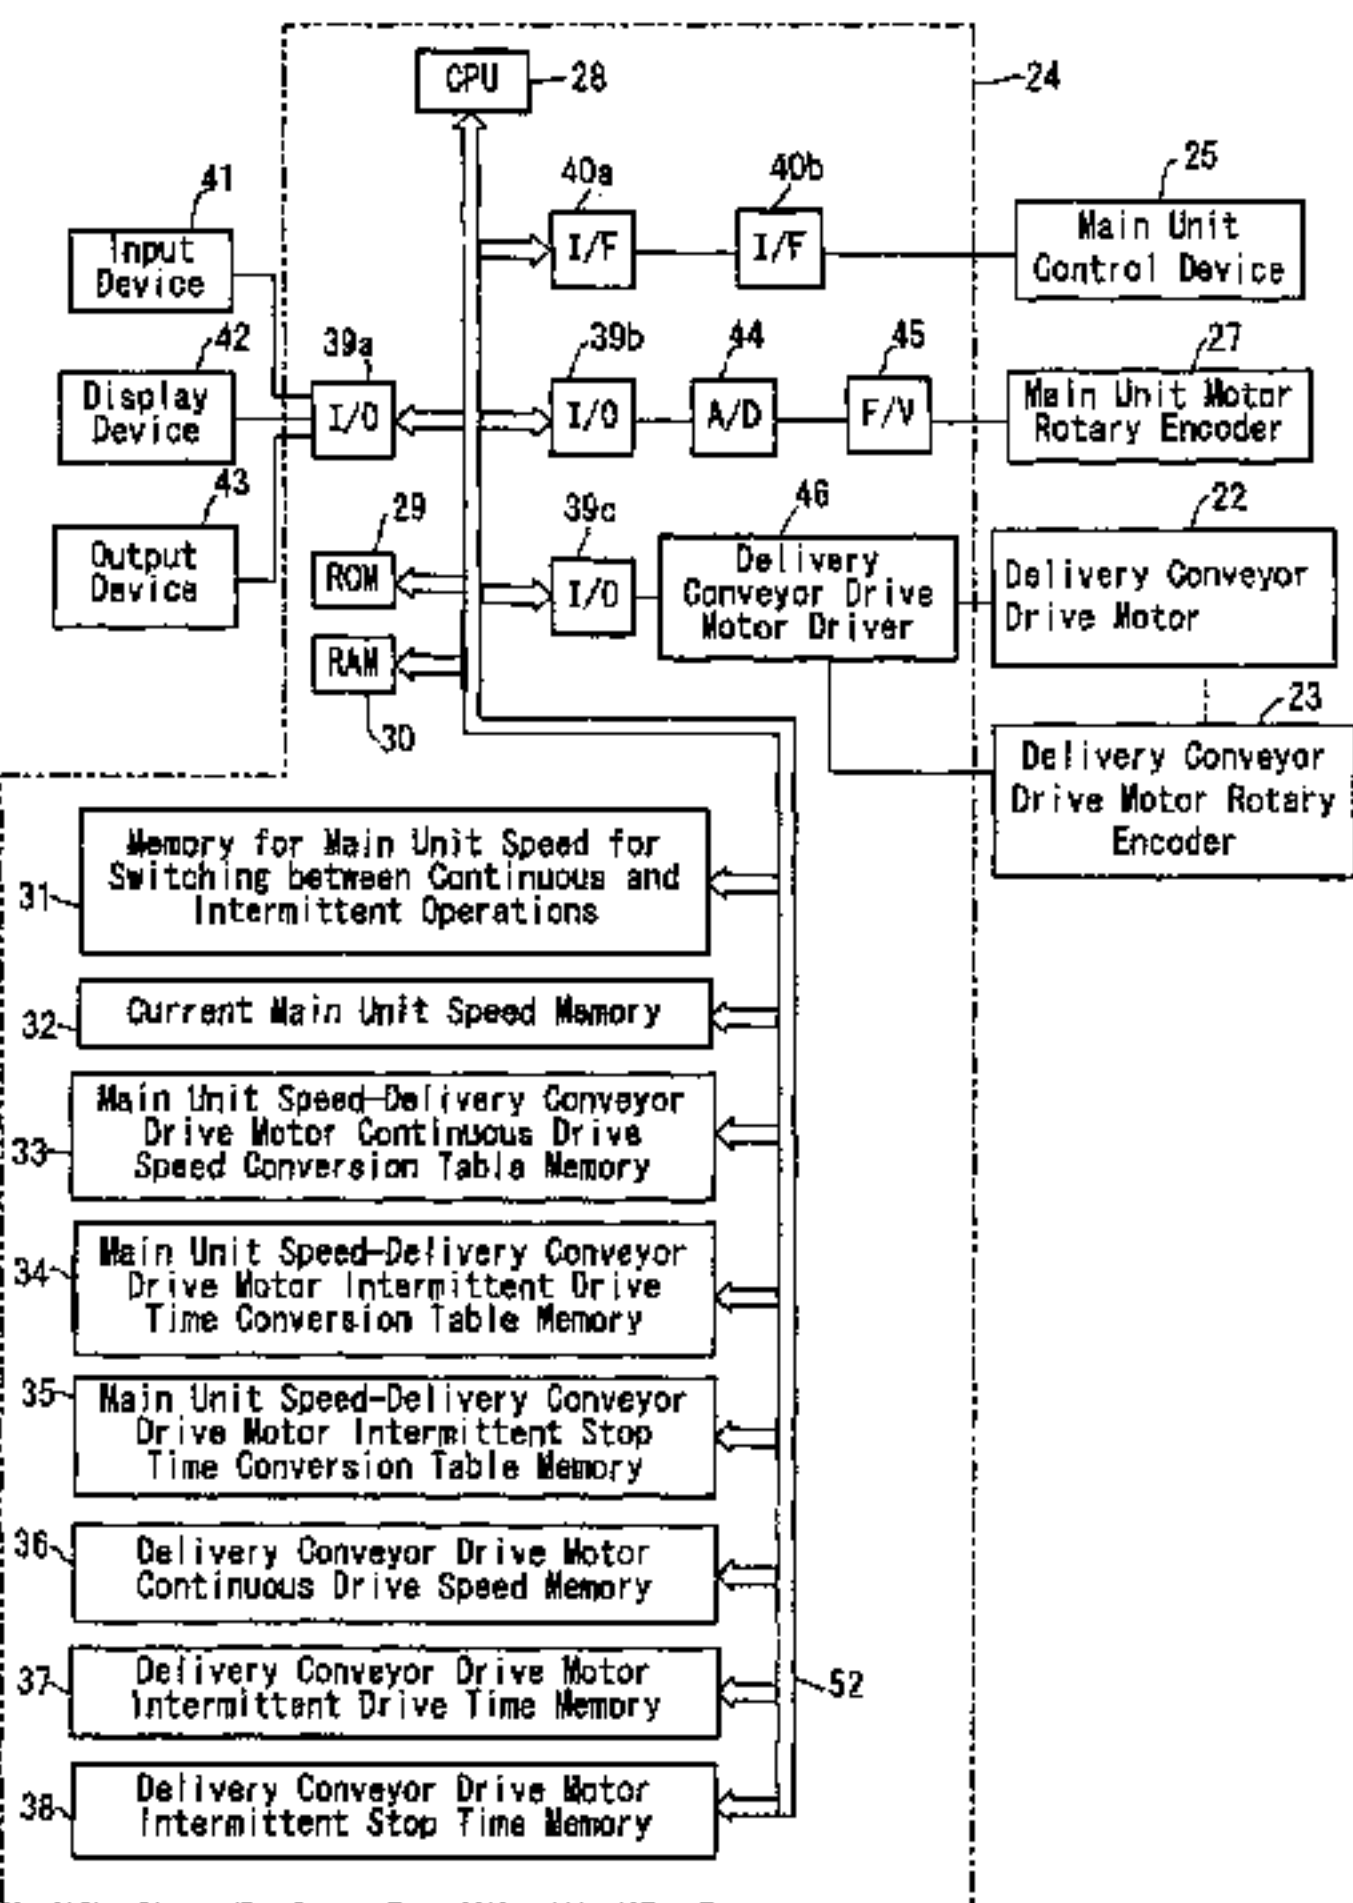 CPU
28
24
25
40a
40b
41
I/F
I/F
Main Unit
Control Device
Input
Device
42
39a
39b
44
45
27
Display
Device
I/O
I/O
A/D
F/V
Main Unit Motor
Rotary Encoder
43
29
39c
46
22
Output
Device
ROM
I/O
Delivery
Conveyor Drive
Motor Driver
Delivery Conveyor
Drive Motor
RAM
30
23
Delivery Conveyor
Drive Motor Rotary
Encoder
31
Memory for Main Unit Speed for
Switching between Continuous and
Intermittent Operations
32
Current Main Unit Speed Memory
33
Main Unit Speed-Delivery Conveyor
Drive Motor Continuous Drive
Speed Conversion Table Memory
34
Main Unit Speed-Delivery Conveyor
Drive Motor Intermittent Drive
Time Conversion Table Memory
35
Main Unit Speed-Delivery Conveyor
Drive Motor Intermittent Stop
Time Conversion Table Memory
36
Delivery Conveyor Drive Motor
Continuous Drive Speed Memory
37
Delivery Conveyor Drive Motor
Intermittent Drive Time Memory
52
38
Delivery Conveyor Drive Motor
Intermittent Stop Time Memory